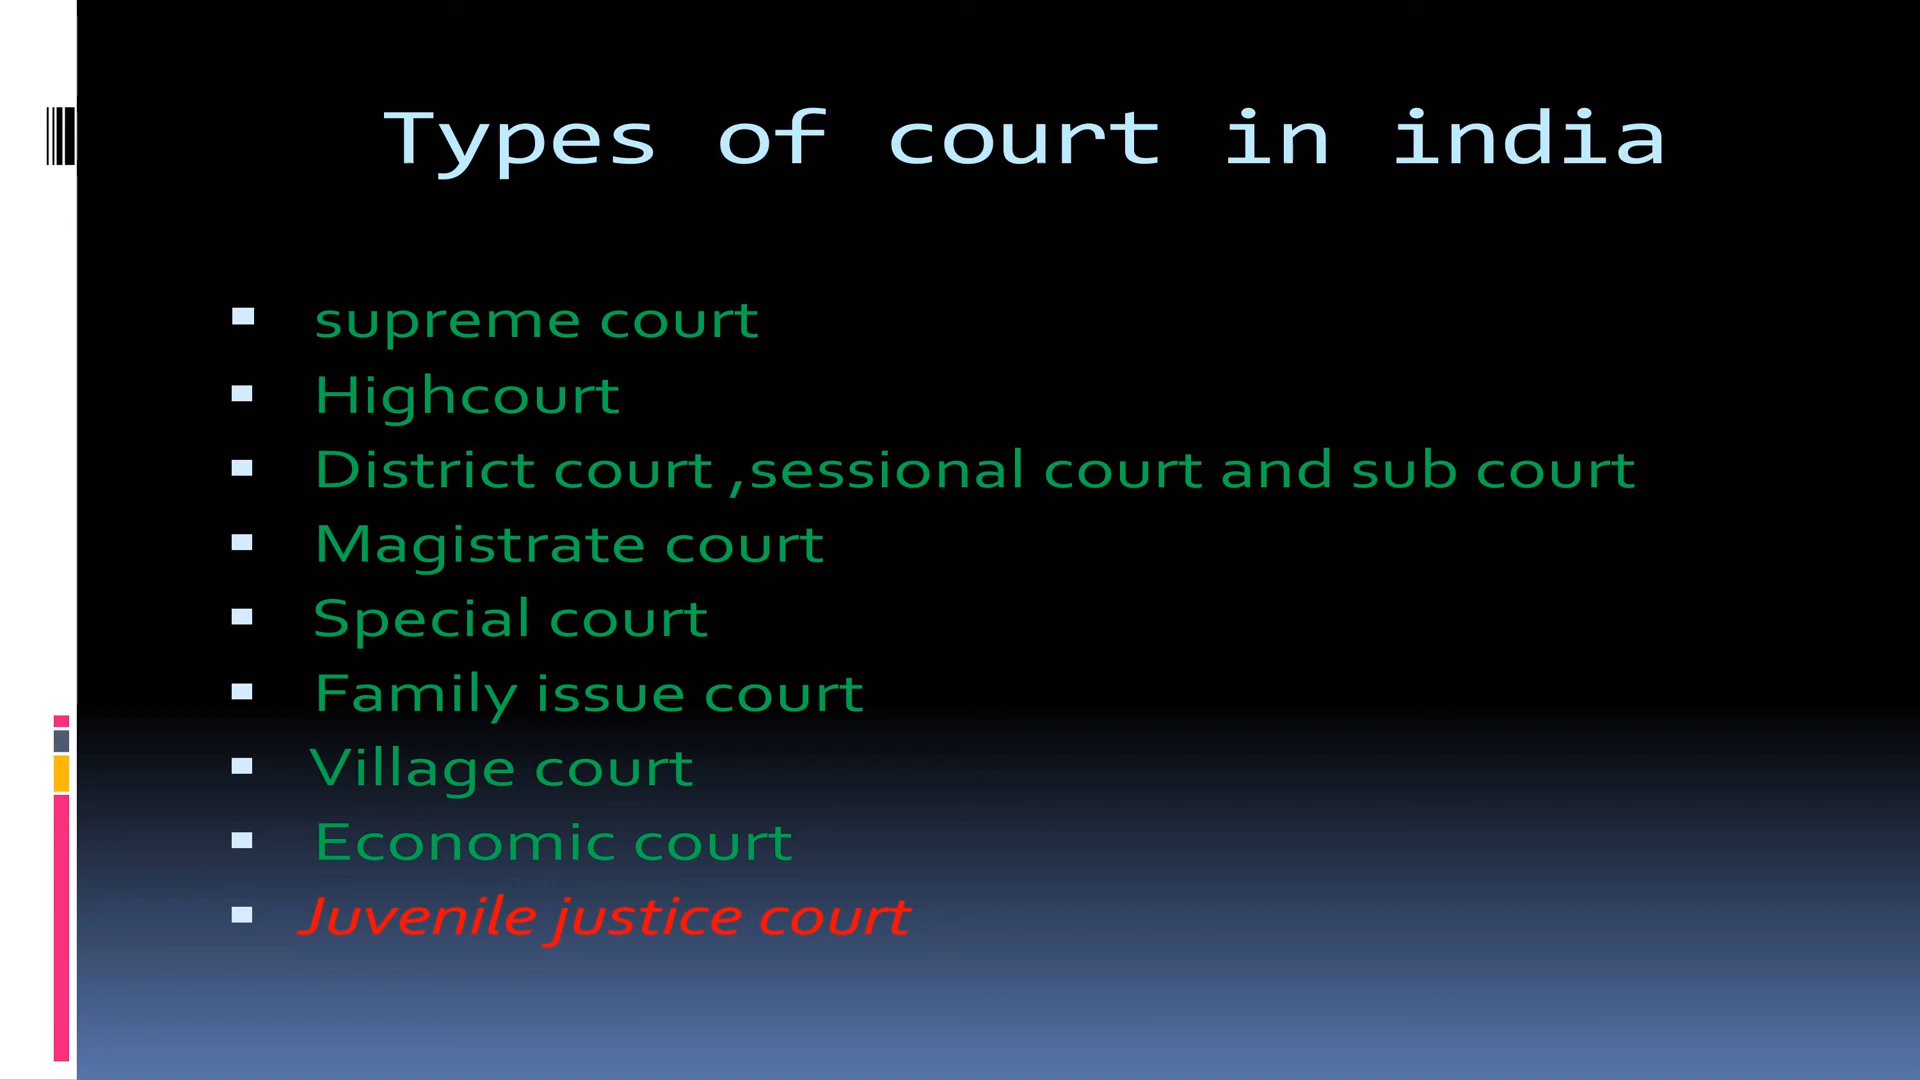 Types of court in india
supreme court
Highcourt
District court ,sessional court and sub court
Magistrate court
Special court
Family issue court
Village court
Economic court
Juvenile justice court